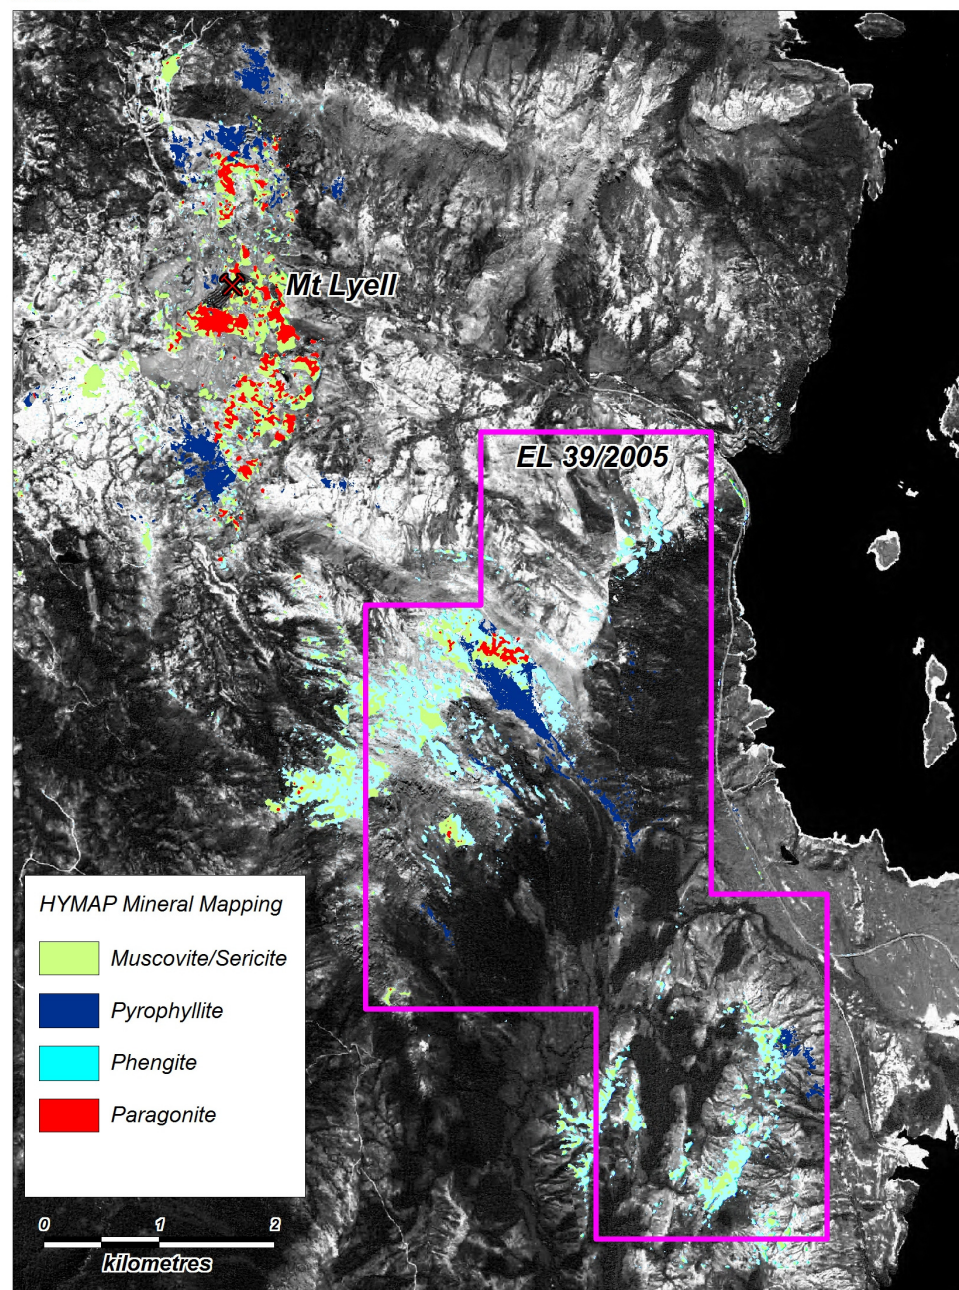 Mt Lyell
EL 39/2005
HYMAP Mineral Mapping
Muscovite/Sericite
Pyrophyllite
Phengite
Paragonite
0 1 2
kilometres